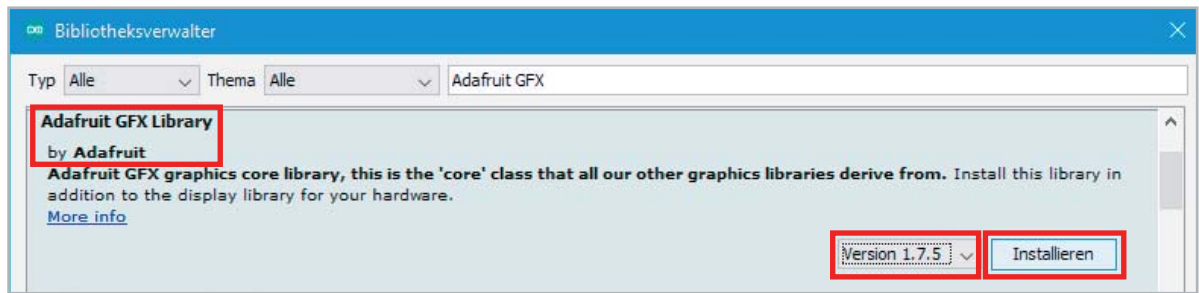 Bibliotheksverwalter
Typ Alle Thema Alle Adafruit GFX
Adafruit GFX Library
by Adafruit
Adafruit GFX graphics core library, this is the 'core' class that all our other graphics libraries derive from. Install this library in
addition to the display library for your hardware.
More info
Version 1.7.5 Installieren